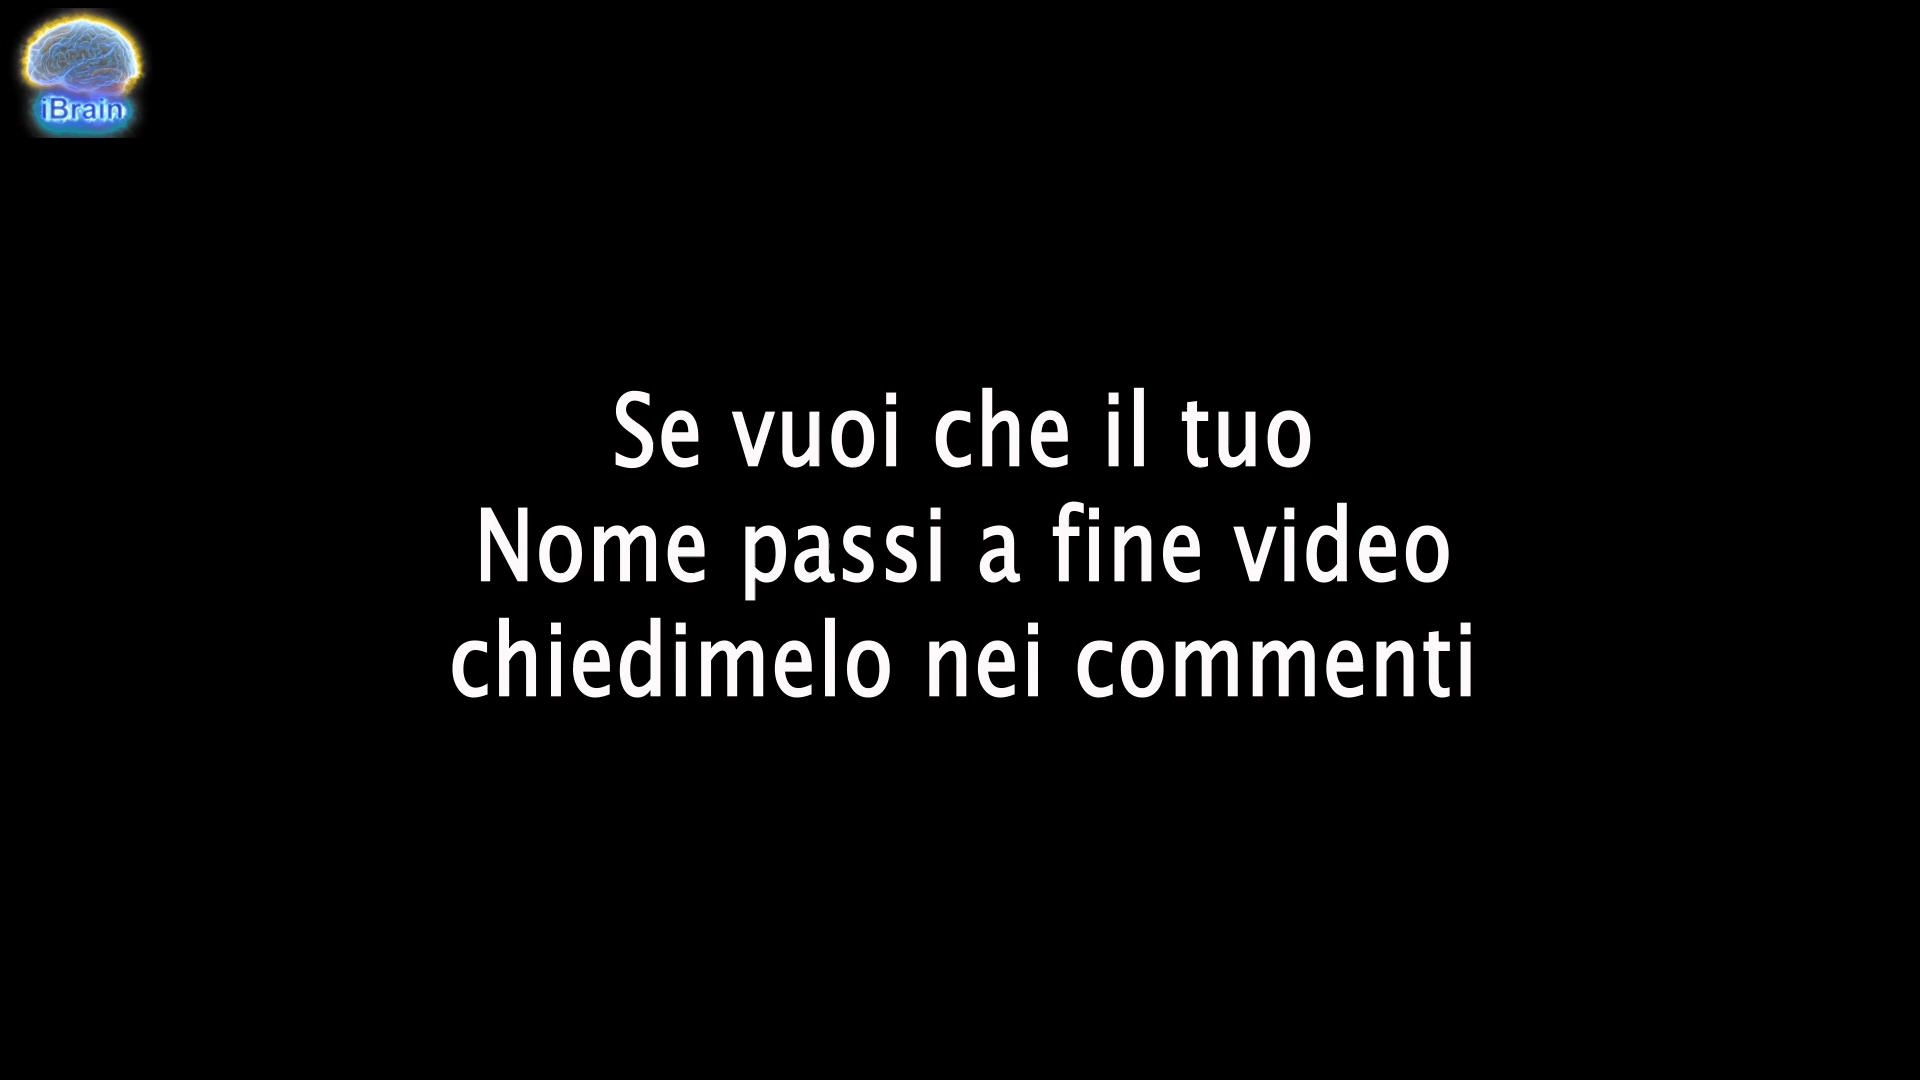 iBrain
Se vuoi che il tuo
Nome passi a fine video
chiedimelo nei commenti